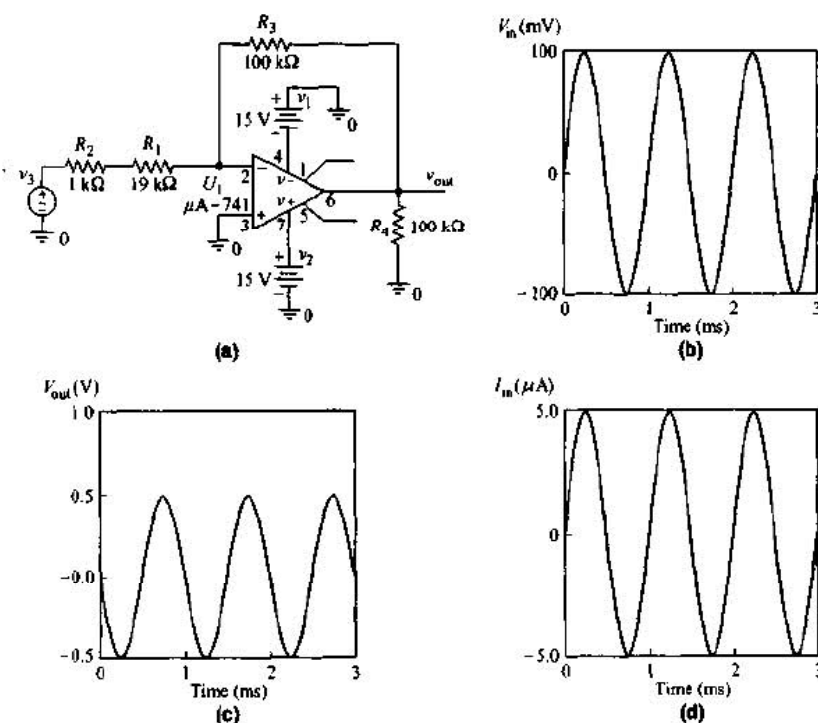 R3
100 kΩ
+ v1
15 V
0
−
R2
R1
v3
1 kΩ
19 kΩ
0
4
2
−
v−
1
U1
μA-741
+
v+
3
7
5
6
vout
0
R4
100 kΩ
0
+ v2
15 V
−
0
(a)
Vin(mV)
100
0
−100
0
1
2
3
Time (ms)
(b)
Vout(V)
1.0
0.5
−0.0
−0.5
0
1
2
3
Time (ms)
(c)
Iin(μA)
5.0
0
−5.0
0
1
2
3
Time (ms)
(d)